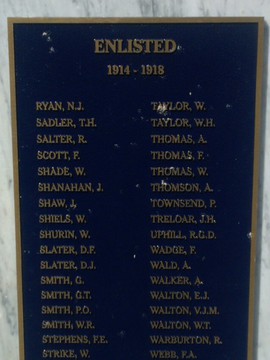 ENLISTED
1914 - 1918
RYAN, N.J. TAYLOR, W.
SADLER, T.H. TAYLOR, W.H.
SALTER, R. THOMAS, A.
SCOTT, F. THOMAS, F.
SHADE, W. THOMAS, W.
SHANAHAN, J. THOMSON, A.
SHAW, J. TOWNSEND, P.
SHIELS, W. TRELOAR, J.H.
SHURIN, W. UPHILL, R.G.D.
SLATER, D.F. WADGE, F.
SLATER, D.J. WALD, A.
SMITH, G. WALKER, A.
SMITH, G.T. WALTON, E.J.
SMITH, P.O. WALTON, V.J.M.
SMITH, W.R. WALTON, W.T.
STEPHENS, F.E. WARBURTON, R.
STRIKE, W. WEBB, F.A.